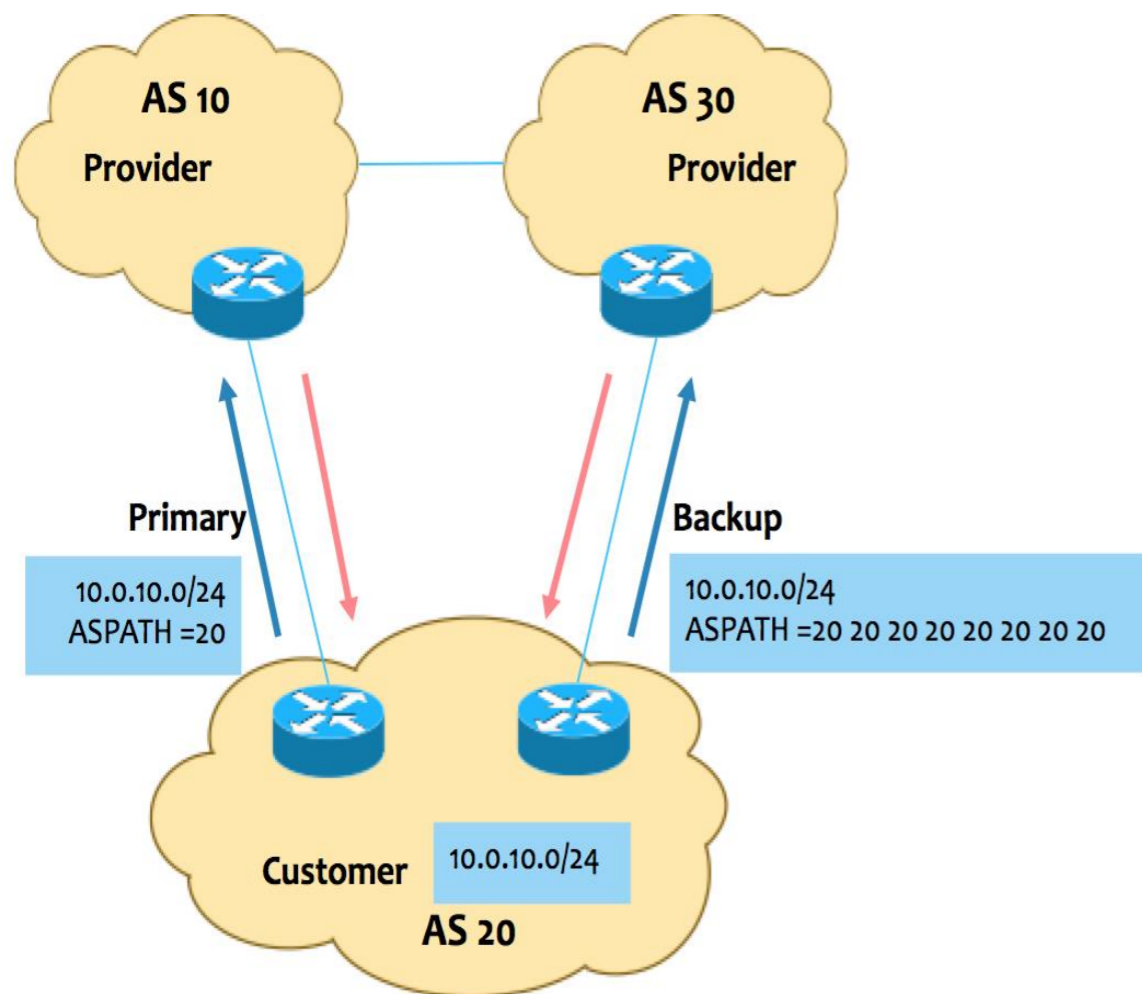 AS 10
Provider
AS 30
Provider
Primary
10.0.10.0/24
ASPATH =20
Backup
10.0.10.0/24
ASPATH =20 20 20 20 20 20 20 20
Customer
10.0.10.0/24
AS 20